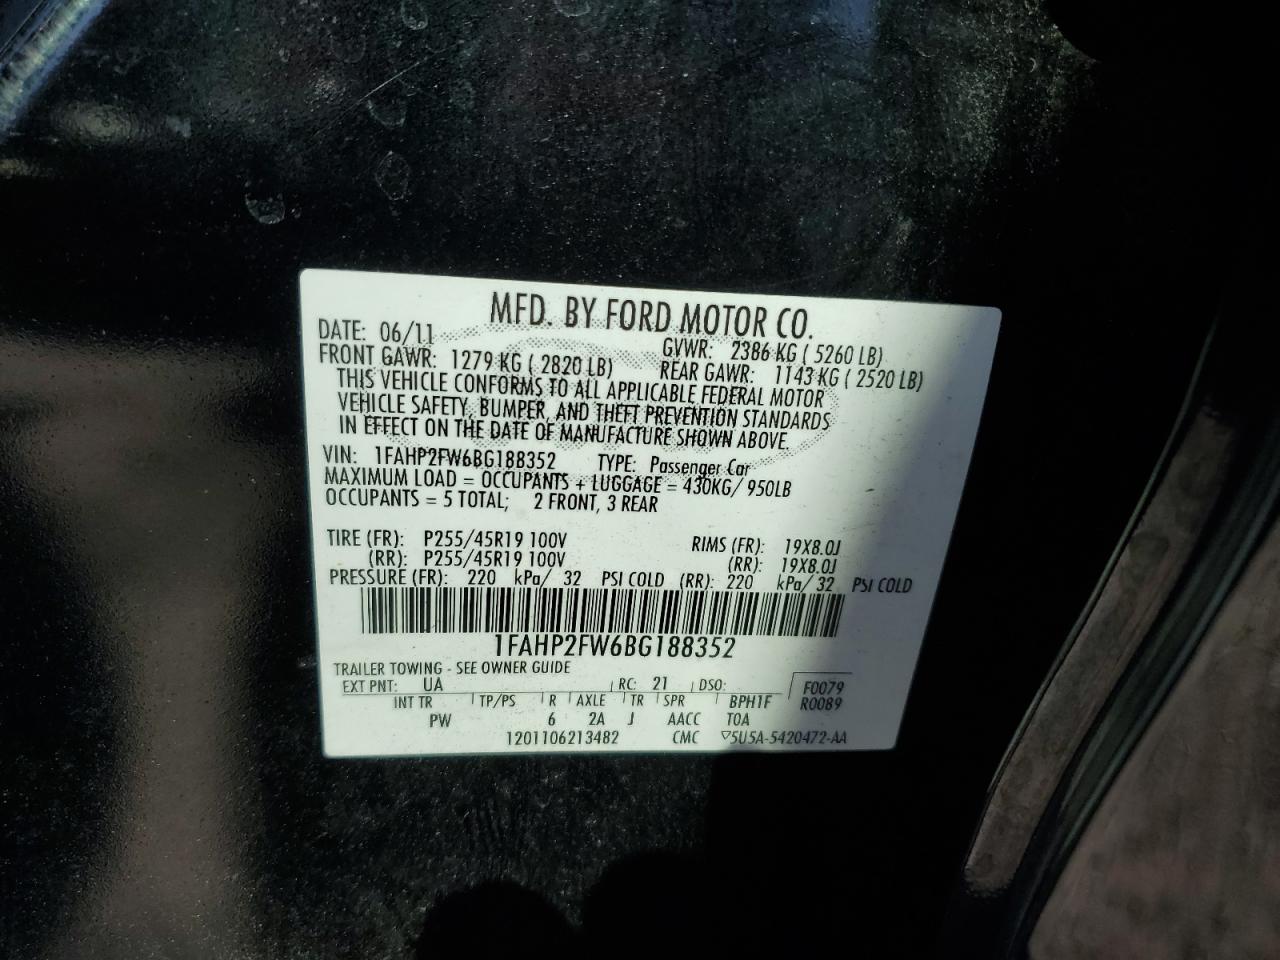 MFD. BY FORD MOTOR CO.
DATE: 06/11 GVWR: 2386 KG ( 5260 LB)
FRONT GAWR: 1279 KG ( 2820 LB) REAR GAWR: 1143 KG ( 2520 LB)
THIS VEHICLE CONFORMS TO ALL APPLICABLE FEDERAL MOTOR
VEHICLE SAFETY, BUMPER, AND THEFT PREVENTION STANDARDS
IN EFFECT ON THE DATE OF MANUFACTURE SHOWN ABOVE.
VIN: 1FAHP2FW6BG188352 TYPE: Passenger Car
MAXIMUM LOAD = OCCUPANTS + LUGGAGE = 430KG/ 950LB
OCCUPANTS = 5 TOTAL; 2 FRONT, 3 REAR
TIRE (FR): P255/45R19 100V RIMS (FR): 19X8.0J
(RR): P255/45R19 100V (RR): 19X8.0J
PRESSURE (FR): 220 kPa/ 32 PSI COLD (RR): 220 kPa/ 32 PSI COLD
1FAHP2FW6BG188352
TRAILER TOWING - SEE OWNER GUIDE
EXT PNT: UA RC: 21 DSO: F0079
INT TR TP/PS R AXLE TR SPR BPH1F R0089
PW 6 2A J AACC TOA
1201106213482 CMC ▽5U5A-5420472-AA